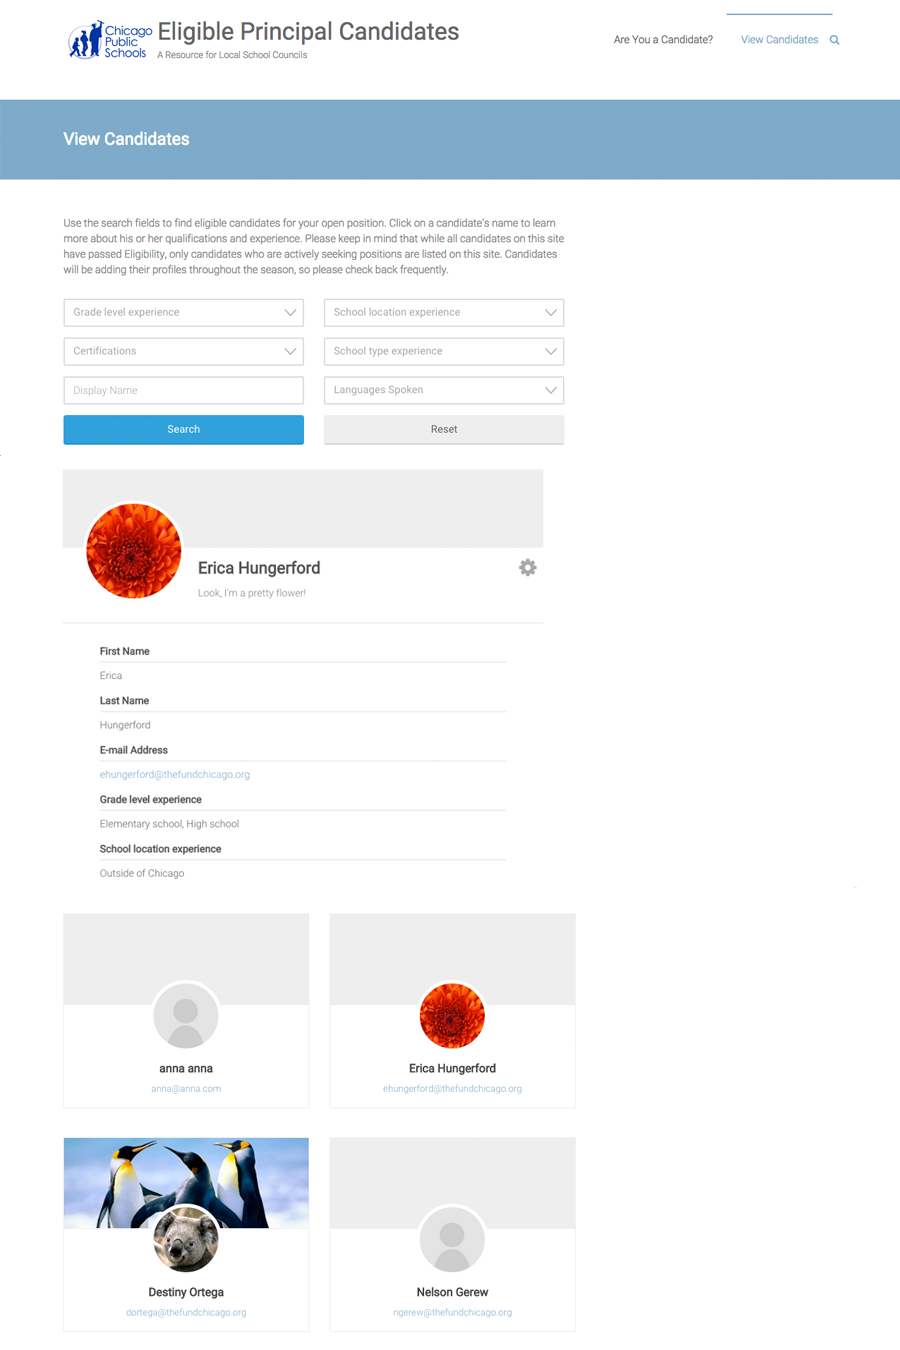 Chicago
Public
Schools
Eligible Principal Candidates
A Resource for Local School Councils
Are You a Candidate?
View Candidates
View Candidates
Use the search fields to find eligible candidates for your open position. Click on a candidate's name to learn
more about his or her qualifications and experience. Please keep in mind that while all candidates on this site
have passed Eligibility, only candidates who are actively seeking positions are listed on this site. Candidates
will be adding their profiles throughout the season, so please check back frequently.
Grade level experience
School location experience
Certifications
School type experience
Display Name
Languages Spoken
Search
Reset
Erica Hungerford
Look, I'm a pretty flower!
First Name
Erica
Last Name
Hungerford
E-mail Address
ehungerford@thefundchicago.org
Grade level experience
Elementary school, High school
School location experience
Outside of Chicago
anna anna
anna@anna.com
Erica Hungerford
ehungerford@thefundchicago.org
Destiny Ortega
dortega@thefundchicago.org
Nelson Gerew
ngerew@thefundchicago.org